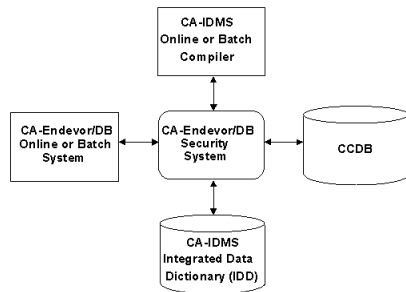 CA-IDMS
Online or Batch
Compiler
CA-Endevor/DB
Online or Batch
System
CA-Endevor/DB
Security
System
CCDB
CA-IDMS
Integrated Data
Dictionary (IDD)